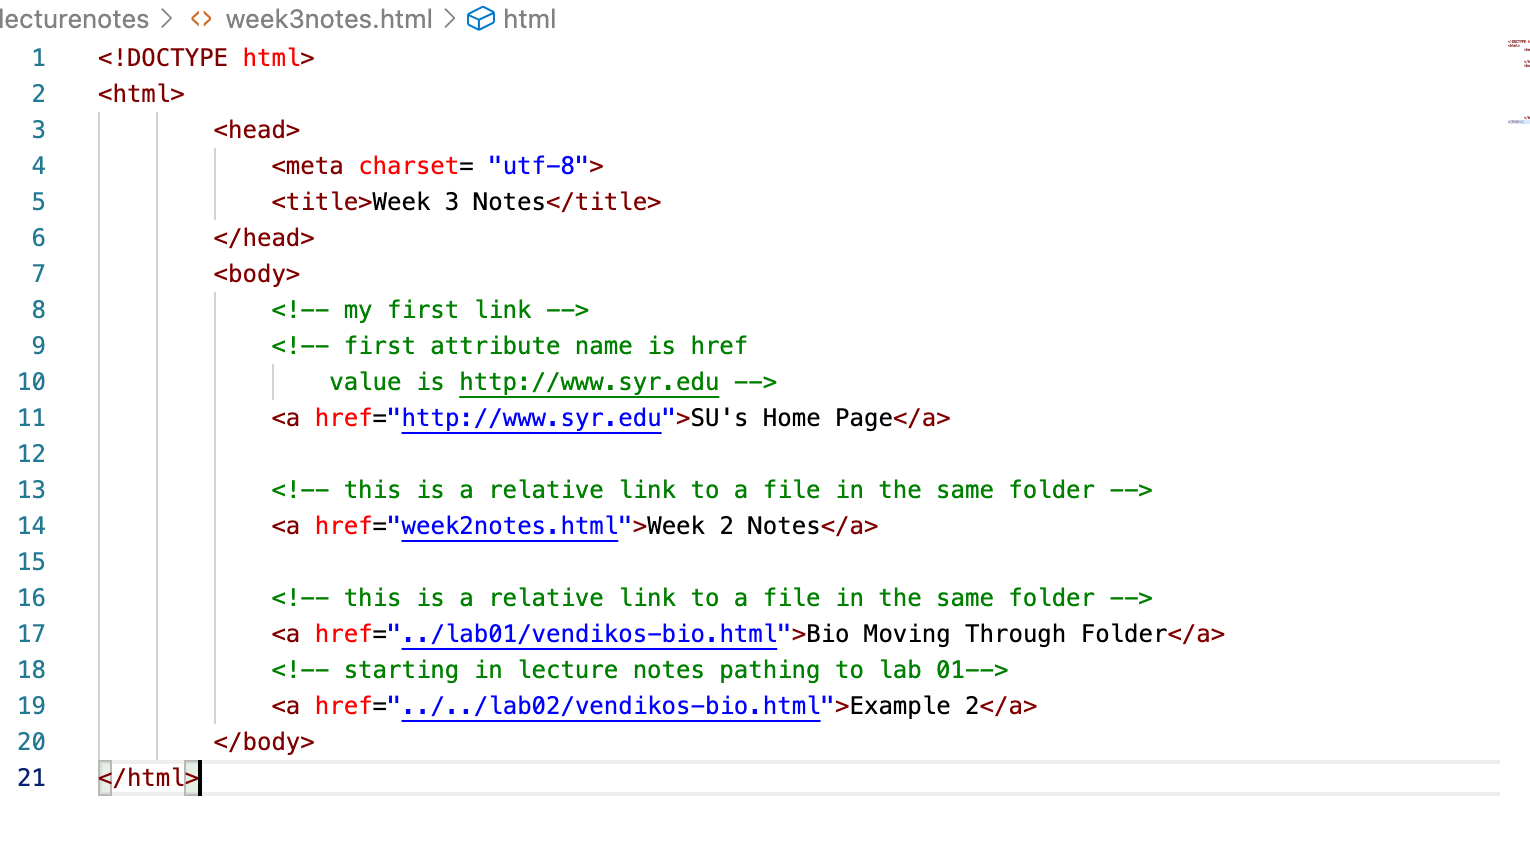 lecturenotes > <> week3notes.html > html
1 <!DOCTYPE html>
2 <html>
3 <head>
4 <meta charset= "utf-8">
5 <title>Week 3 Notes</title>
6 </head>
7 <body>
8 <!-- my first link -->
9 <!-- first attribute name is href
10 value is http://www.syr.edu -->
11 <a href="http://www.syr.edu">SU's Home Page</a>
12
13 <!-- this is a relative link to a file in the same folder -->
14 <a href="week2notes.html">Week 2 Notes</a>
15
16 <!-- this is a relative link to a file in the same folder -->
17 <a href="../lab01/vendikos-bio.html">Bio Moving Through Folder</a>
18 <!-- starting in lecture notes pathing to lab 01-->
19 <a href="../../lab02/vendikos-bio.html">Example 2</a>
20 </body>
21 </html>